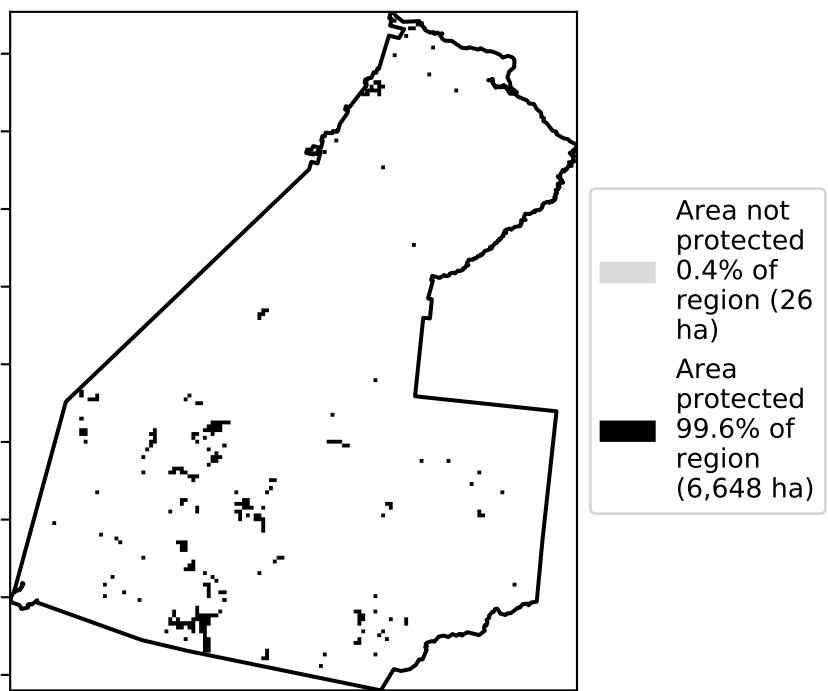 Area not
protected
0.4% of
region (26
ha)
Area
protected
99.6% of
region
(6,648 ha)